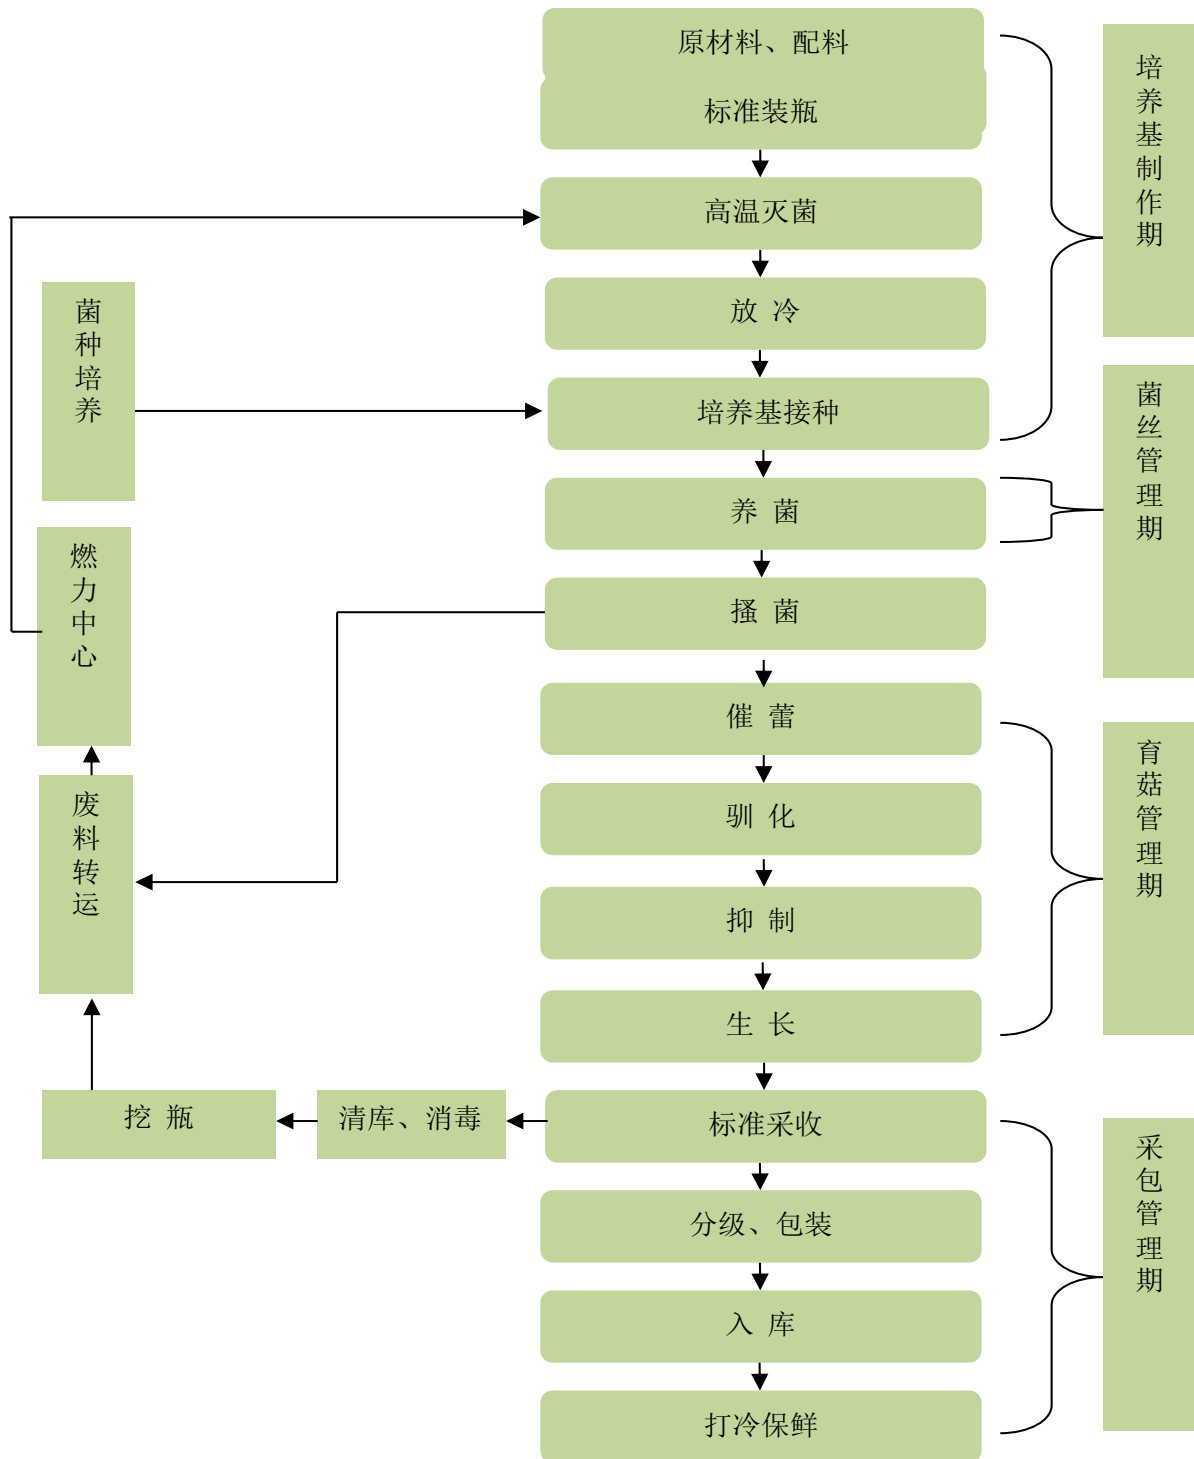 原材料、配料
标准装瓶
高温灭菌
放 冷
培养基接种
养 菌
搔 菌
催 蕾
驯 化
抑 制
生 长
标准采收
分级、包装
入 库
打冷保鲜
菌种培养
燃力中心
废料转运
挖 瓶
清库、消毒
培养基制作期
菌丝管理期
育菇管理期
采包管理期